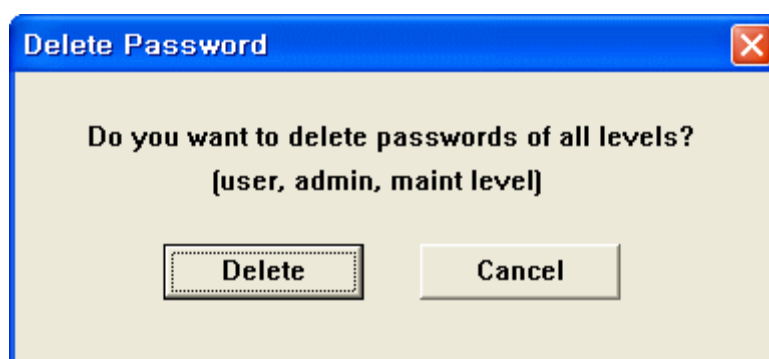 Delete Password
Do you want to delete passwords of all levels?
(user, admin, maint level)
Delete
Cancel